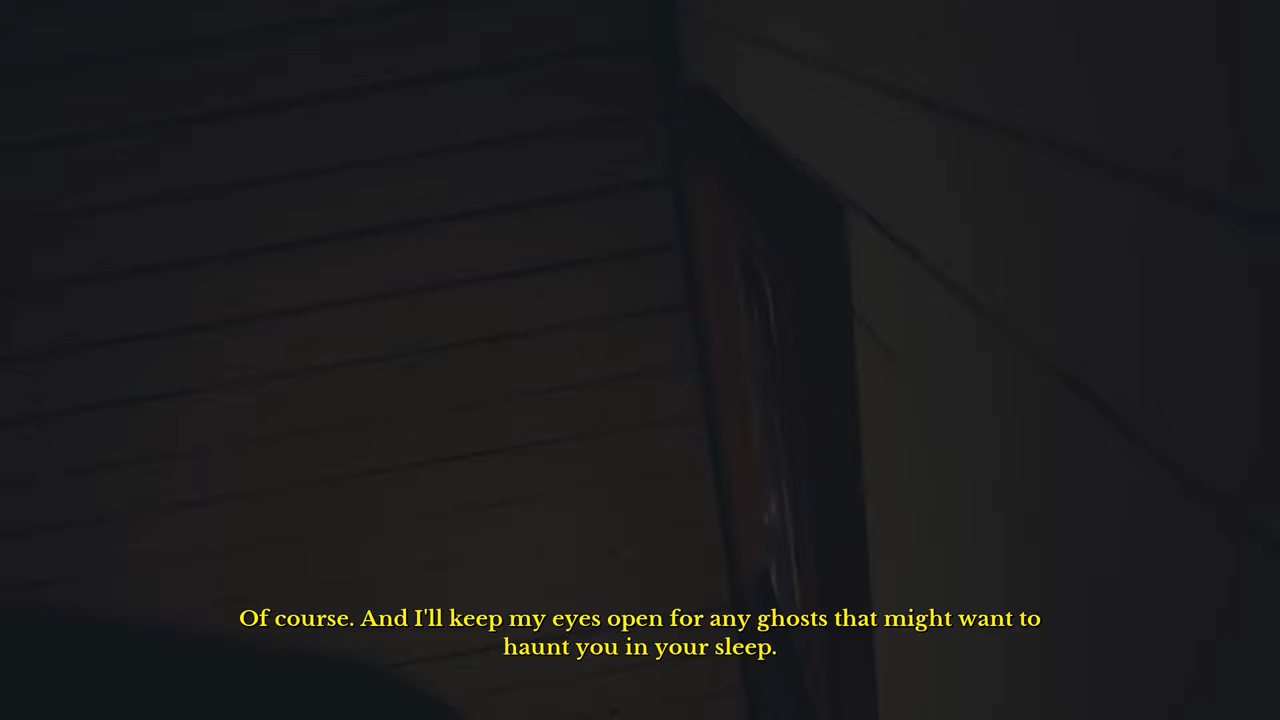 Of course. And I'll keep my eyes open for any ghosts that might want to
haunt you in your sleep.